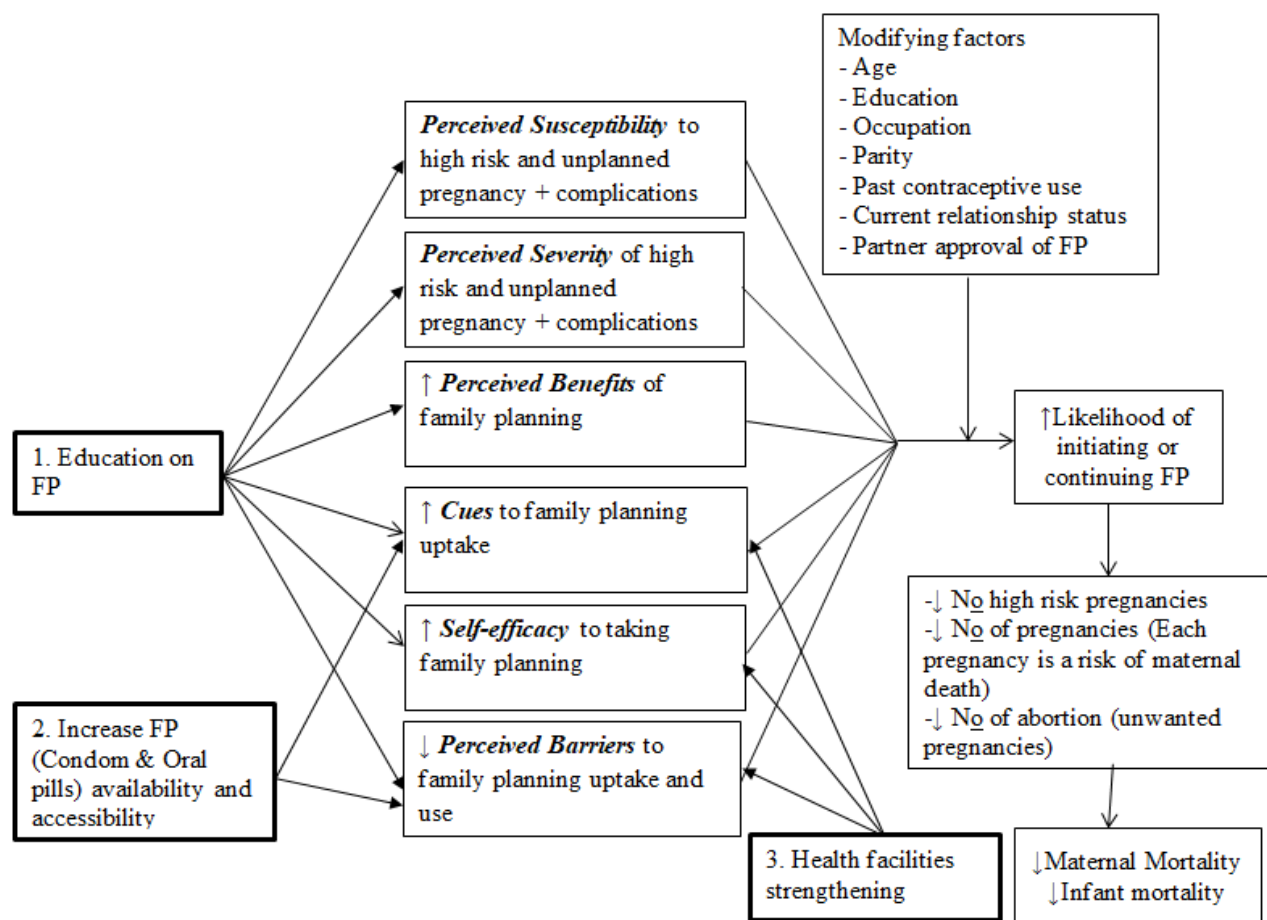 Modifying factors
- Age
- Education
- Occupation
- Parity
- Past contraceptive use
- Current relationship status
- Partner approval of FP
Perceived Susceptibility to
high risk and unplanned
pregnancy + complications
Perceived Severity of high
risk and unplanned
pregnancy + complications
↑ Perceived Benefits of
family planning
1. Education on
FP
↑Likelihood of
initiating or
continuing FP
↑ Cues to family planning
uptake
↑ Self-efficacy to taking
family planning
-↓ No high risk pregnancies
-↓ No of pregnancies (Each
pregnancy is a risk of maternal
death)
-↓ No of abortion (unwanted
pregnancies)
2. Increase FP
(Condom & Oral
pills) availability and
accessibility
↓ Perceived Barriers to
family planning uptake and
use
3. Health facilities
strengthening
↓Maternal Mortality
↓Infant mortality